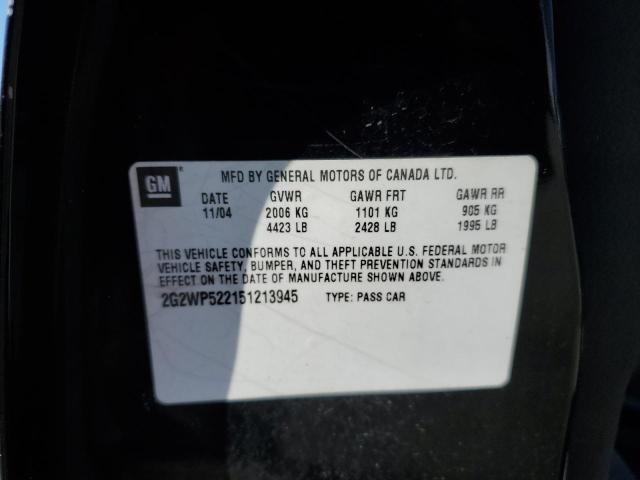 GM® MFD BY GENERAL MOTORS OF CANADA LTD.
DATE GVWR GAWR FRT GAWR RR
11/04 2006 KG 1101 KG 905 KG
4423 LB 2428 LB 1995 LB
THIS VEHICLE CONFORMS TO ALL APPLICABLE U.S. FEDERAL MOTOR
VEHICLE SAFETY, BUMPER, AND THEFT PREVENTION STANDARDS IN
EFFECT ON THE DATE OF MANUFACTURE SHOWN ABOVE.
2G2WP522151213945 TYPE: PASS CAR